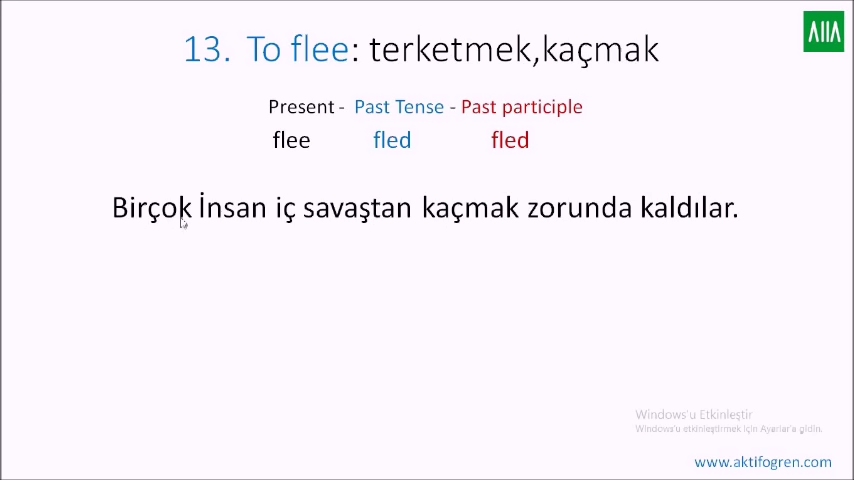 13. To flee: terketmek,kaçmak
Present - Past Tense - Past participle
flee fled fled
Birçok İnsan iç savaştan kaçmak zorunda kaldılar.
Windows'u Etkinleştir
Windows'u etkinleştirmek için Ayarlar'a gidin.
www.aktifogren.com